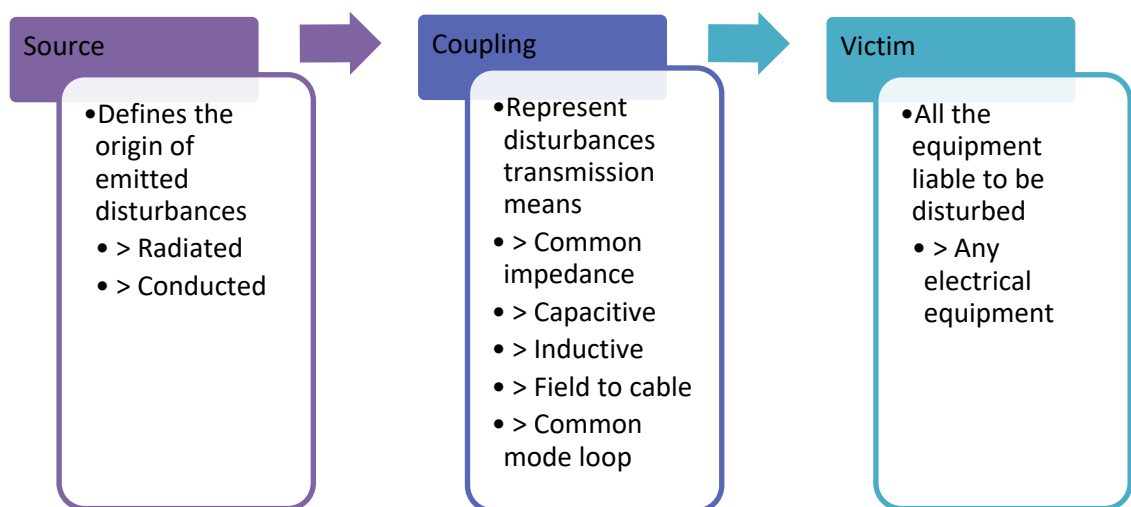 Source
•Defines the
origin of
emitted
disturbances
• > Radiated
• > Conducted
Coupling
•Represent
disturbances
transmission
means
• > Common
impedance
• > Capacitive
• > Inductive
• > Field to cable
• > Common
mode loop
Victim
•All the
equipment
liable to be
disturbed
• > Any
electrical
equipment